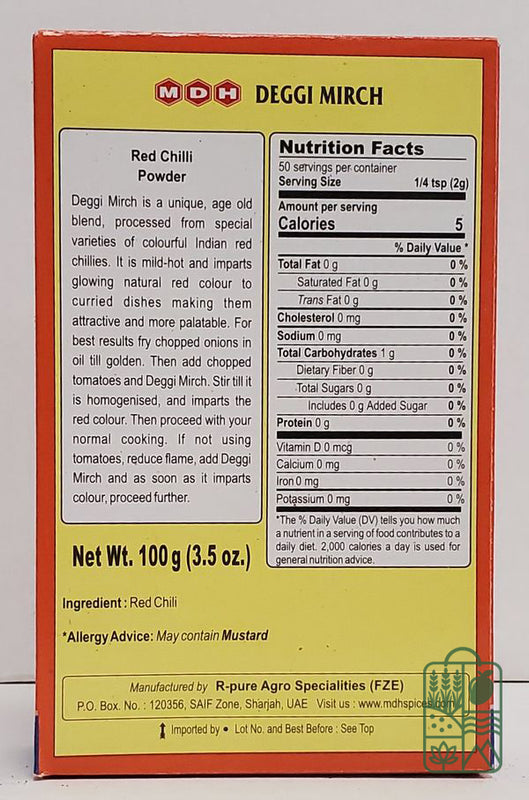 MDH DEGGI MIRCH
Red Chilli
Powder
Deggi Mirch is a unique, age old
blend, processed from special
varieties of colourful Indian red
chillies. It is mild-hot and imparts
glowing natural red colour to
curried dishes making them
attractive and more palatable. For
best results fry chopped onions in
oil till golden. Then add chopped
tomatoes and Deggi Mirch. Stir till it
is homogenised, and imparts the
red colour. Then proceed with your
normal cooking. If not using
tomatoes, reduce flame, add Deggi
Mirch and as soon as it imparts
colour, proceed further.
Nutrition Facts
50 servings per container
Serving Size 1/4 tsp (2g)
Amount per serving
Calories 5
% Daily Value *
Total Fat 0 g 0 %
Saturated Fat 0 g 0 %
Trans Fat 0 g 0 %
Cholesterol 0 mg 0 %
Sodium 0 mg 0 %
Total Carbohydrates 1 g 0 %
Dietary Fiber 0 g 0 %
Total Sugars 0 g 0 %
Includes 0 g Added Sugar 0 %
Protein 0 g 0 %
Vitamin D 0 mcg 0 %
Calcium 0 mg 0 %
Iron 0 mg 0 %
Potassium 0 mg 0 %
*The % Daily Value (DV) tells you how much
a nutrient in a serving of food contributes to a
daily diet. 2,000 calories a day is used for
general nutrition advice.
Net Wt. 100 g (3.5 oz.)
Ingredient : Red Chili
*Allergy Advice: May contain Mustard
Manufactured by R-pure Agro Specialities (FZE)
P.O. Box. No. : 120356, SAIF Zone, Sharjah, UAE Visit us : www.mdhspices.com
Imported by • Lot No. and Best Before : See Top